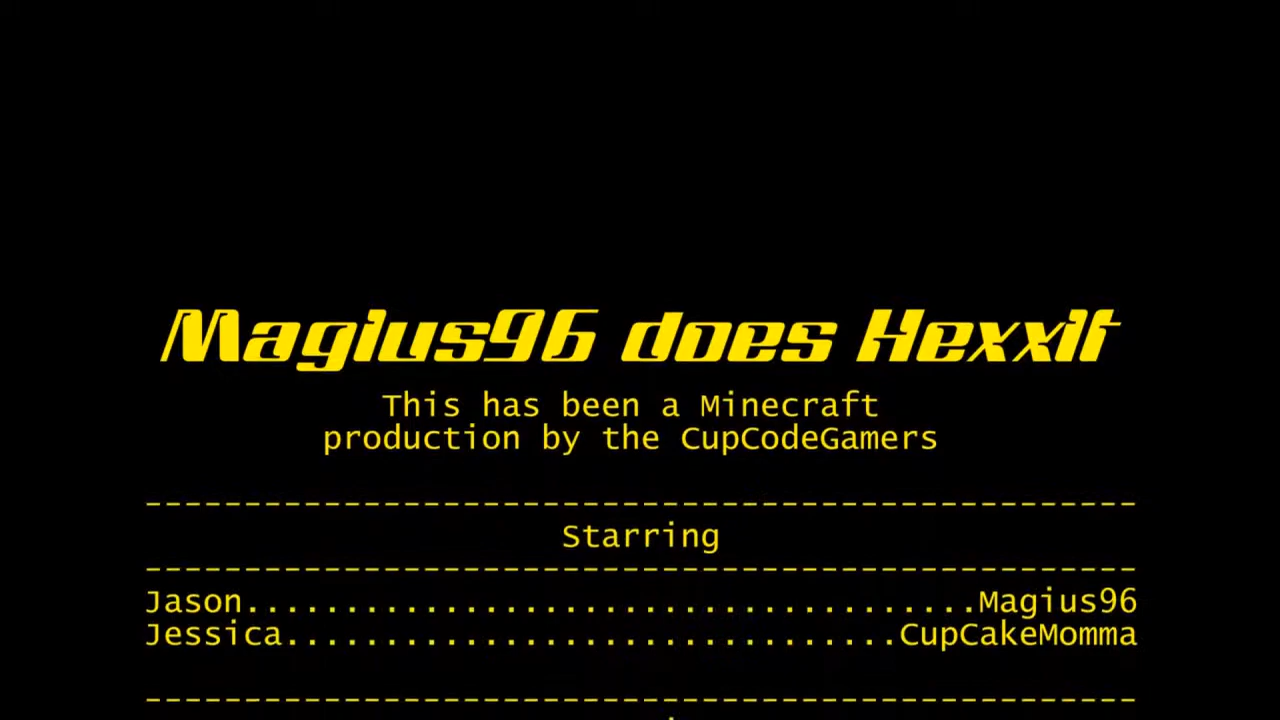 Magius96 does Hexxit
This has been a Minecraft
production by the CupCodeGamers
--------------------------------------------------
Starring
--------------------------------------------------
Jason.....................................Magius96
Jessica...............................CupCakeMomma
--------------------------------------------------